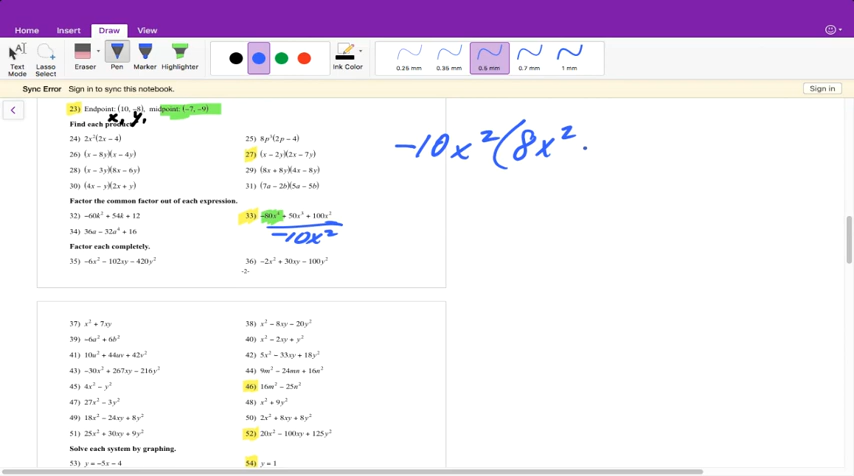 Home Insert Draw View
Text Mode Lasso Select Eraser Pen Marker Highlighter Ink Color 0.25 mm 0.35 mm 0.5 mm 0.7 mm 1 mm
Sync Error Sign in to sync this notebook. Sign in
23) Endpoint: (10, −8), midpoint: (−7, −9)
x, y,
Find each product.
24) 2x²(2x − 4) 25) 8p³(2p − 4)
26) (x − 8y)(x − 4y) 27) (x − 2y)(2x − 7y)
28) (x − 3y)(8x − 6y) 29) (8x + 8y)(4x − 8y)
30) (4x − y)(2x + y) 31) (7a − 2b)(5a − 5b)
Factor the common factor out of each expression.
32) −60k² + 54k + 12 33) −80x⁴ + 50x³ + 100x²
−10x²
34) 36a − 32a⁴ + 16
Factor each completely.
35) −6x² − 102xy − 420y² 36) −2x² + 30xy − 100y²
-2-
−10x²(8x²
37) x² + 7xy 38) x² − 8xy − 20y²
39) −6a² + 6b² 40) x² − 2xy + y²
41) 10u² + 44uv + 42v² 42) 5x² − 33xy + 18y²
43) −30x² + 267xy − 216y² 44) 9m² − 24mn + 16n²
45) 4x² − y² 46) 16m² − 25n²
47) 27x² − 3y² 48) x² + 9y²
49) 18x² − 24xy + 8y² 50) 2x² + 8xy + 8y²
51) 25x² + 30xy + 9y² 52) 20x² − 100xy + 125y²
Solve each system by graphing.
53) y = −5x − 4 54) y = 1